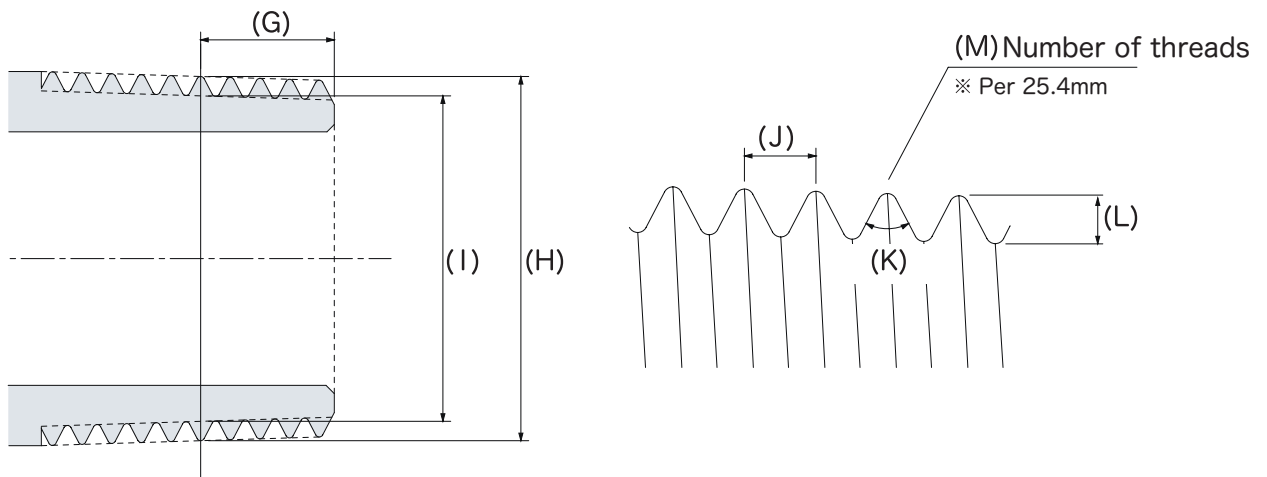 (G)
(M) Number of threads
※ Per 25.4mm
(J)
(L)
(I)
(H)
(K)